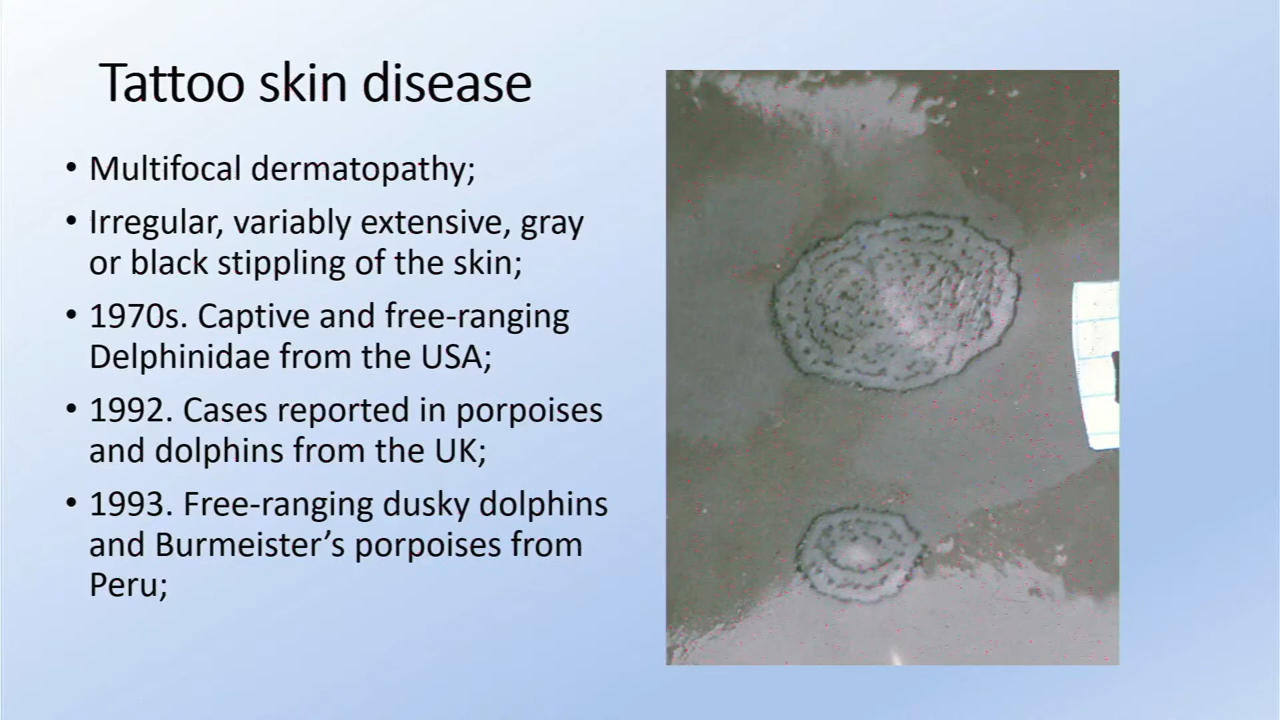 Tattoo skin disease
• Multifocal dermatopathy;
• Irregular, variably extensive, gray
or black stippling of the skin;
• 1970s. Captive and free-ranging
Delphinidae from the USA;
• 1992. Cases reported in porpoises
and dolphins from the UK;
• 1993. Free-ranging dusky dolphins
and Burmeister’s porpoises from
Peru;